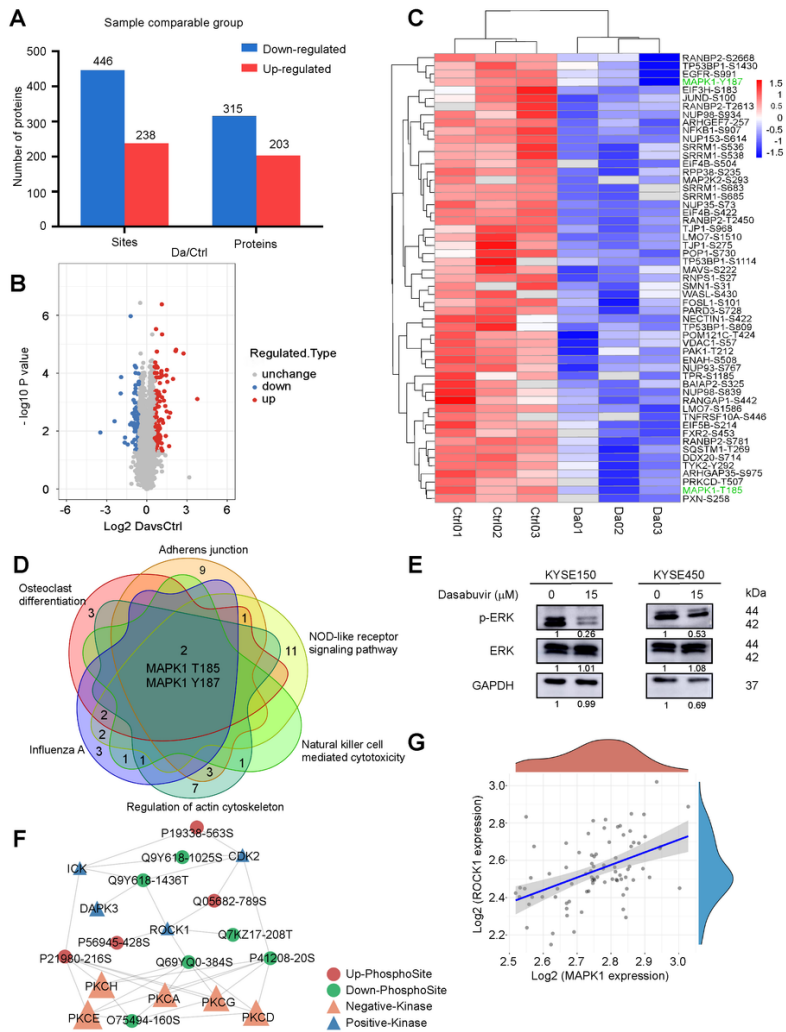 A
Sample comparable group
Down-regulated
Up-regulated
Number of proteins
500
400
300
200
100
0
446
238
315
203
Sites
Proteins
B
Da/Ctrl
- log10 P value
6
4
2
0
-6
-3
0
3
6
Log2 DavsCtrl
Regulated.Type
unchange
down
up
C
RANBP2-S2668
TP53BP1-S1430
EGFR-S991
MAPK1-Y187
EIF3H-S183
JUND-S100
RANBP2-T2613
NUP98-S934
ARHGEF7-257
NFKB1-S907
NUP153-S614
SRRM1-S536
SRRM1-S538
EIF4B-S504
RPP38-S235
MAP2K2-S293
SRRM1-S683
SRRM1-S685
NUP35-S73
EIF4B-S422
RANBP2-T2450
TJP1-S968
LMO7-S1510
TJP1-S275
POP1-S730
TP53BP1-S1114
MAVS-S222
RNPS1-S27
SMN1-S31
WASL-S430
FOSL1-S101
PARD3-S728
NECTIN1-S422
TP53BP1-S809
POM121C-T424
VDAC1-S57
PAK1-T212
ENAH-S508
NUP93-S767
TPR-S1185
BAIAP2-S325
NUP98-S839
RANGAP1-S442
LMO7-S1586
TNFRSF10A-S446
EIF5B-S214
FXR2-S453
RANBP2-S781
SQSTM1-T269
DDX20-S714
TYK2-Y292
ARHGAP35-S975
PRKCD-T507
MAPK1-T185
PXN-S258
1.5
1
0.5
0
-0.5
-1
-1.5
Ctrl01
Ctrl02
Ctrl03
Da01
Da02
Da03
D
Adherens junction
Osteoclast
differentiation
NOD-like receptor
signaling pathway
Natural killer cell
mediated cytotoxicity
Influenza A
Regulation of actin cytoskeleton
9
3
1
1
11
2
MAPK1 T185
MAPK1 Y187
2
2
3
1
1
3
1
7
E
KYSE150
KYSE450
Dasabuvir (μM)
0
15
0
15
kDa
p-ERK
44
42
1
0.26
1
0.53
ERK
44
42
1
1.01
1
1.08
GAPDH
37
1
0.99
1
0.69
F
P19338-563S
Q9Y618-1025S
ICK
CDK2
Q9Y618-1436T
Q05682-789S
DAPK3
ROCK1
Q7KZ17-208T
P56945-428S
P21980-216S
Q69YQ0-384S
P41208-20S
PKCH
PKCA
PKCG
PKCE
O75494-160S
PKCD
Up-PhosphoSite
Down-PhosphoSite
Negative-Kinase
Positive-Kinase
G
Log2 (ROCK1 expression)
3.0
2.8
2.6
2.4
2.2
2.5
2.6
2.7
2.8
2.9
3.0
Log2 (MAPK1 expression)